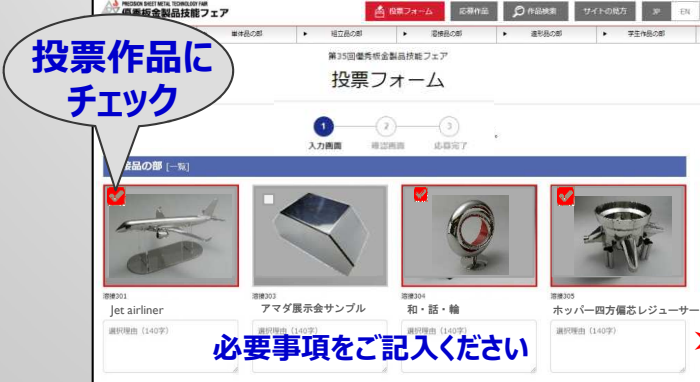 PRECISION SHEET METAL TECHNOLOGY FAIR
優秀板金製品技能フェア
投票フォーム
応募作品
作品検索
サイトの見方
JP
EN
単体品の部
組立品の部
溶接品の部
造形品の部
学生作品の部
投票作品に
チェック
第35回優秀板金製品技能フェア
投票フォーム
1
2
3
入力画面
確認画面
応募完了
接品の部 [一覧]
溶接301
Jet airliner
溶接303
アマダ展示会サンプル
溶接304
和・話・輪
溶接305
ホッパー四方偏芯レジューサー
選択理由（140字）
選択理由（140字）
選択理由（140字）
選択理由（140字）
必要事項をご記入ください